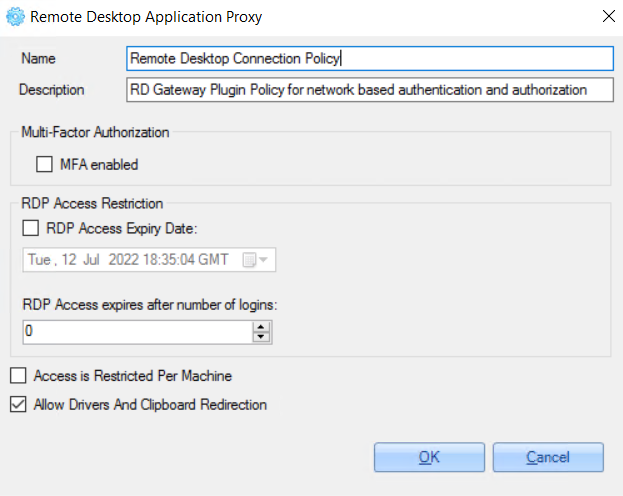 Remote Desktop Application Proxy
Name
Remote Desktop Connection Policy
Description
RD Gateway Plugin Policy for network based authentication and authorization
Multi-Factor Authorization
MFA enabled
RDP Access Restriction
RDP Access Expiry Date:
Tue , 12 Jul 2022 18:35:04 GMT
RDP Access expires after number of logins:
0
Access is Restricted Per Machine
Allow Drivers And Clipboard Redirection
OK
Cancel